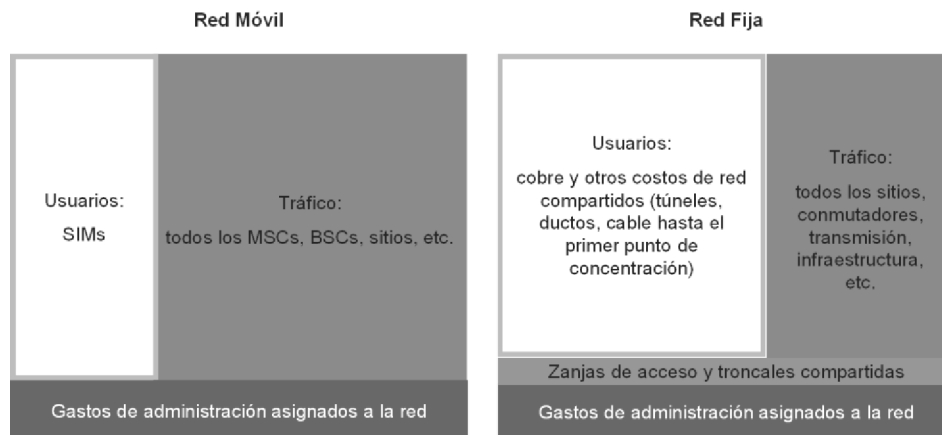 Red Móvil
Red Fija
Usuarios:
SIMs
Tráfico:
todos los MSCs, BSCs, sitios, etc.
Gastos de administración asignados a la red
Usuarios:
cobre y otros costos de red
compartidos (túneles,
ductos, cable hasta el
primer punto de
concentración)
Tráfico:
todos los sitios,
conmutadores,
transmisión,
infraestructura,
etc.
Zanjas de acceso y troncales compartidas
Gastos de administración asignados a la red